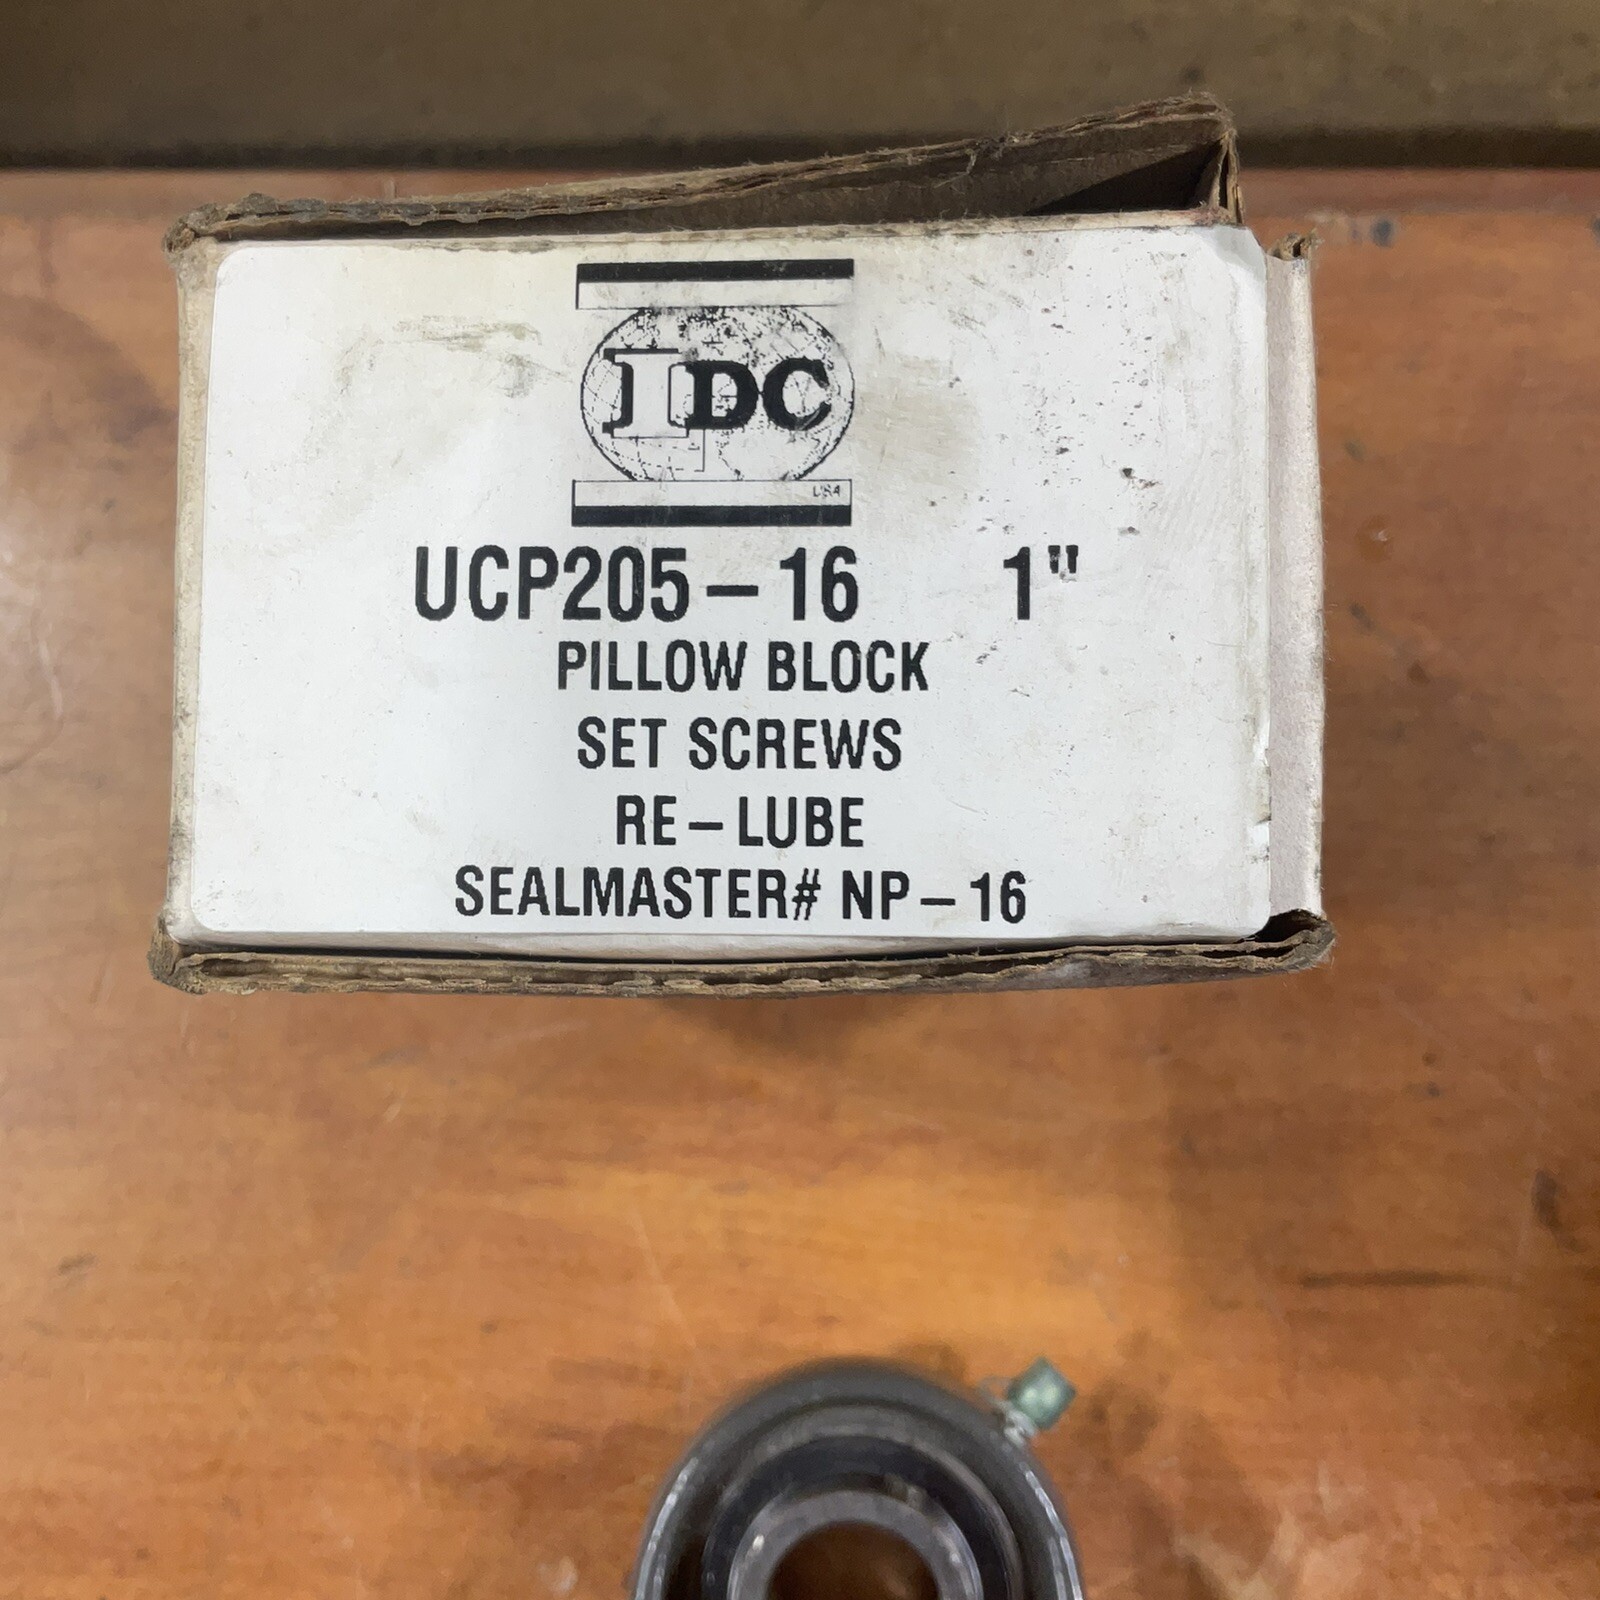 IDC
USA
UCP205-16 1"
PILLOW BLOCK
SET SCREWS
RE-LUBE
SEALMASTER# NP-16